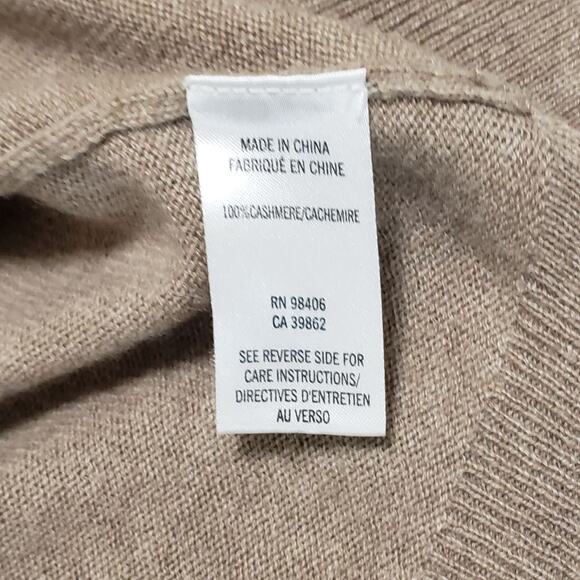 MADE IN CHINA
FABRIQUÉ EN CHINE
100%CASHMERE/CACHEMIRE
RN 98406
CA 39862
SEE REVERSE SIDE FOR
CARE INSTRUCTIONS/
DIRECTIVES D'ENTRETIEN
AU VERSO